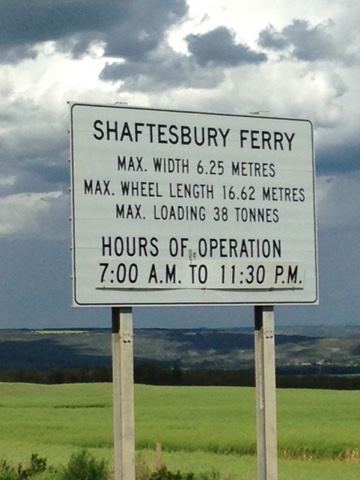 SHAFTESBURY FERRY
MAX. WIDTH 6.25 METRES
MAX. WHEEL LENGTH 16.62 METRES
MAX. LOADING 38 TONNES
HOURS OF OPERATION
7:00 A.M. TO 11:30 P.M.